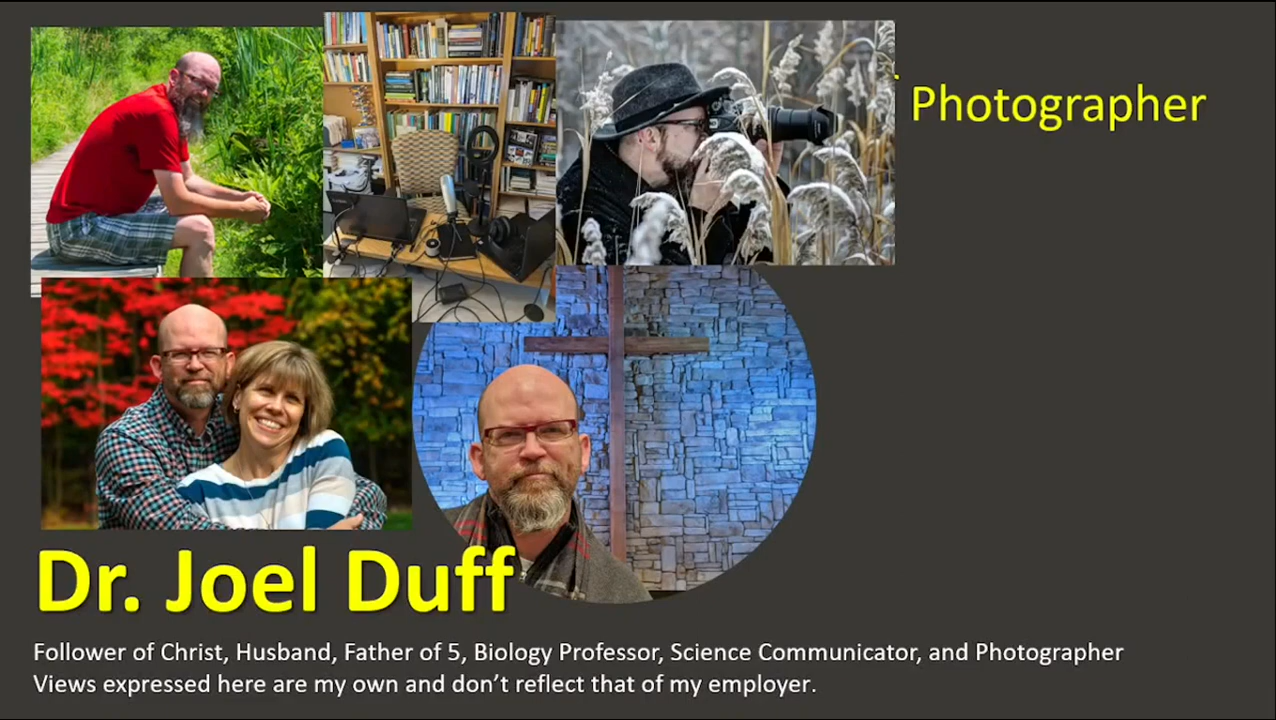 Photographer
Dr. Joel Duff
Follower of Christ, Husband, Father of 5, Biology Professor, Science Communicator, and Photographer
Views expressed here are my own and don’t reflect that of my employer.